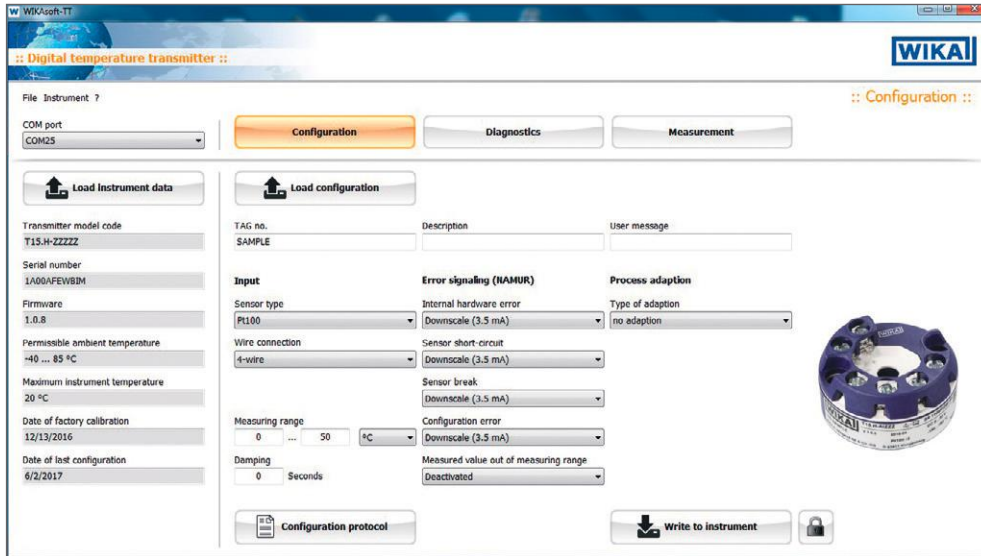 WIKAsoft-TT
:: Digital temperature transmitter ::
WIKA
File Instrument ?
:: Configuration ::
COM port
COM25
Configuration
Diagnostics
Measurement
Load instrument data
Load configuration
Transmitter model code
T15.H-ZZZZZ
Serial number
1A00AFEWBIM
Firmware
1.0.8
Permissible ambient temperature
-40 ... 85 ºC
Maximum instrument temperature
20 ºC
Date of factory calibration
12/13/2016
Date of last configuration
6/2/2017
TAG no.
SAMPLE
Description
User message
Input
Sensor type
Pt100
Wire connection
4-wire
Measuring range
0 ... 50 ºC
Damping
0 Seconds
Error signaling (NAMUR)
Internal hardware error
Downscale (3.5 mA)
Sensor short-circuit
Downscale (3.5 mA)
Sensor break
Downscale (3.5 mA)
Configuration error
Downscale (3.5 mA)
Measured value out of measuring range
Deactivated
Process adaption
Type of adaption
no adaption
WIKA
WIKA
Configuration protocol
Write to instrument